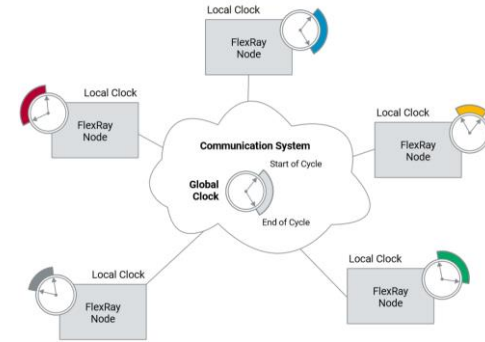 Local Clock
FlexRay
Node
Local Clock
FlexRay
Node
Local Clock
FlexRay
Node
Communication System
Start of Cycle
Global
Clock
End of Cycle
Local Clock
FlexRay
Node
Local Clock
FlexRay
Node